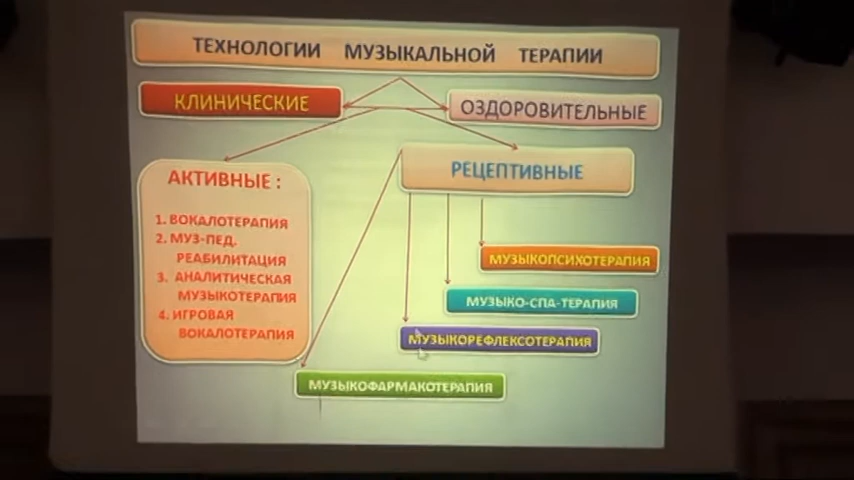 ТЕХНОЛОГИИ МУЗЫКАЛЬНОЙ ТЕРАПИИ
КЛИНИЧЕСКИЕ
ОЗДОРОВИТЕЛЬНЫЕ
АКТИВНЫЕ :
1. ВОКАЛОТЕРАПИЯ
2. МУЗ-ПЕД.
РЕАБИЛИТАЦИЯ
3. АНАЛИТИЧЕСКАЯ
МУЗЫКОТЕРАПИЯ
4. ИГРОВАЯ
ВОКАЛОТЕРАПИЯ
РЕЦЕПТИВНЫЕ
МУЗЫКОПСИХОТЕРАПИЯ
МУЗЫКО-СПА-ТЕРАПИЯ
МУЗЫКОРЕФЛЕКСОТЕРАПИЯ
МУЗЫКОФАРМАКОТЕРАПИЯ